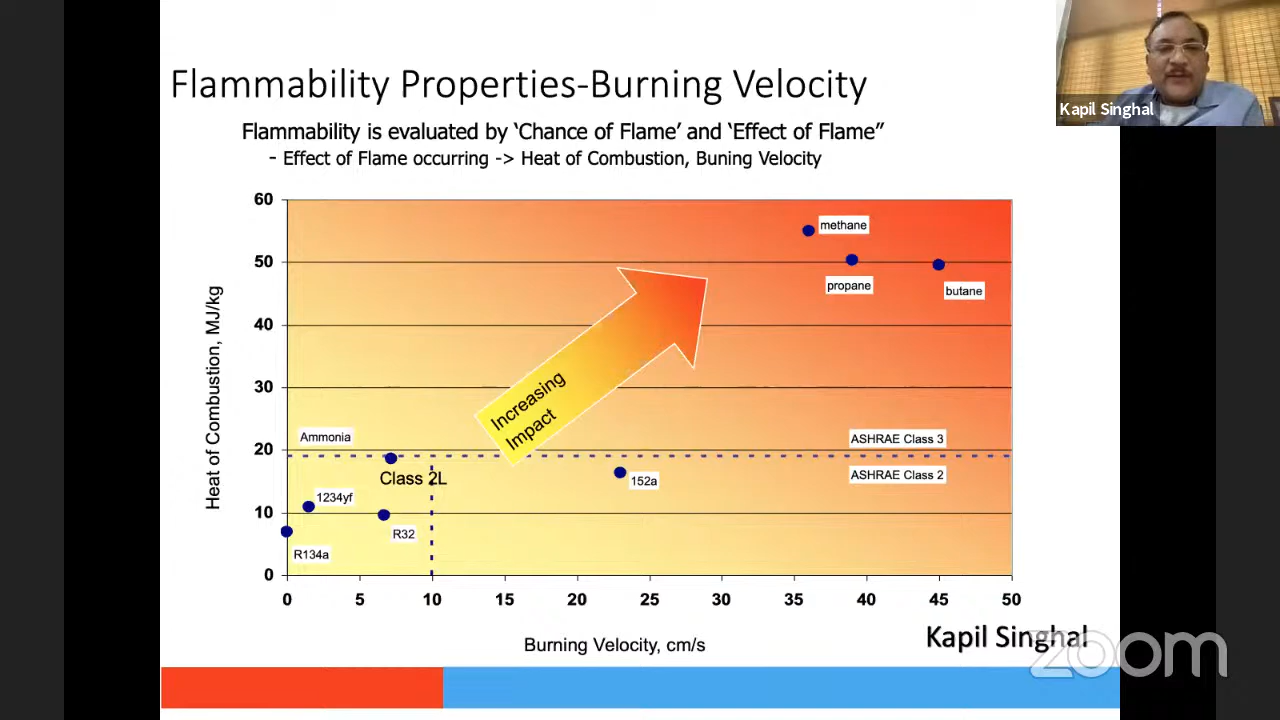 Kapil Singhal
Flammability Properties-Burning Velocity
Flammability is evaluated by ‘Chance of Flame’ and ‘Effect of Flame”
- Effect of Flame occurring -> Heat of Combustion, Buning Velocity
Heat of Combustion, MJ/kg
60
50
40
30
20
10
0
methane
propane
butane
Increasing
Impact
Ammonia
ASHRAE Class 3
ASHRAE Class 2
Class 2L
152a
1234yf
R32
R134a
0 5 10 15 20 25 30 35 40 45 50
Burning Velocity, cm/s
Kapil Singhal
zoom